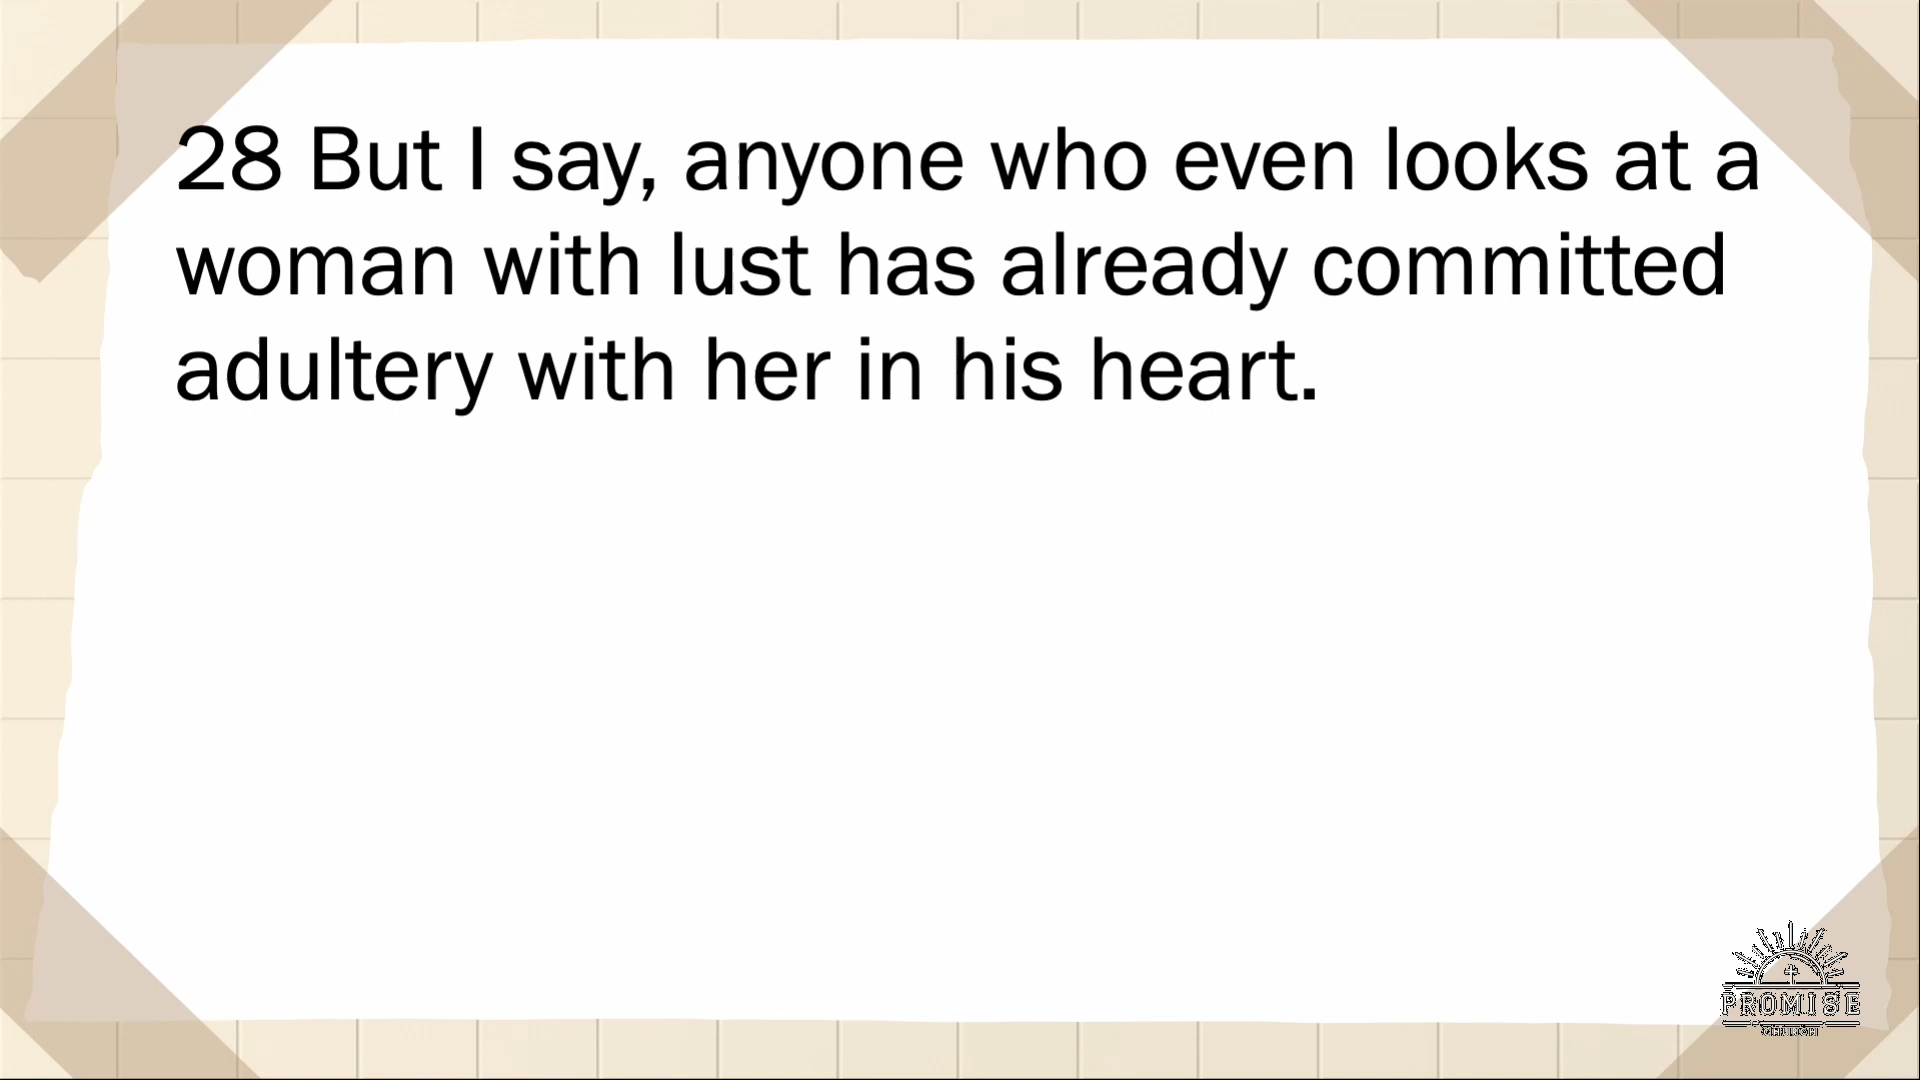 28 But I say, anyone who even looks at a
woman with lust has already committed
adultery with her in his heart.
PROMISE
CHURCH